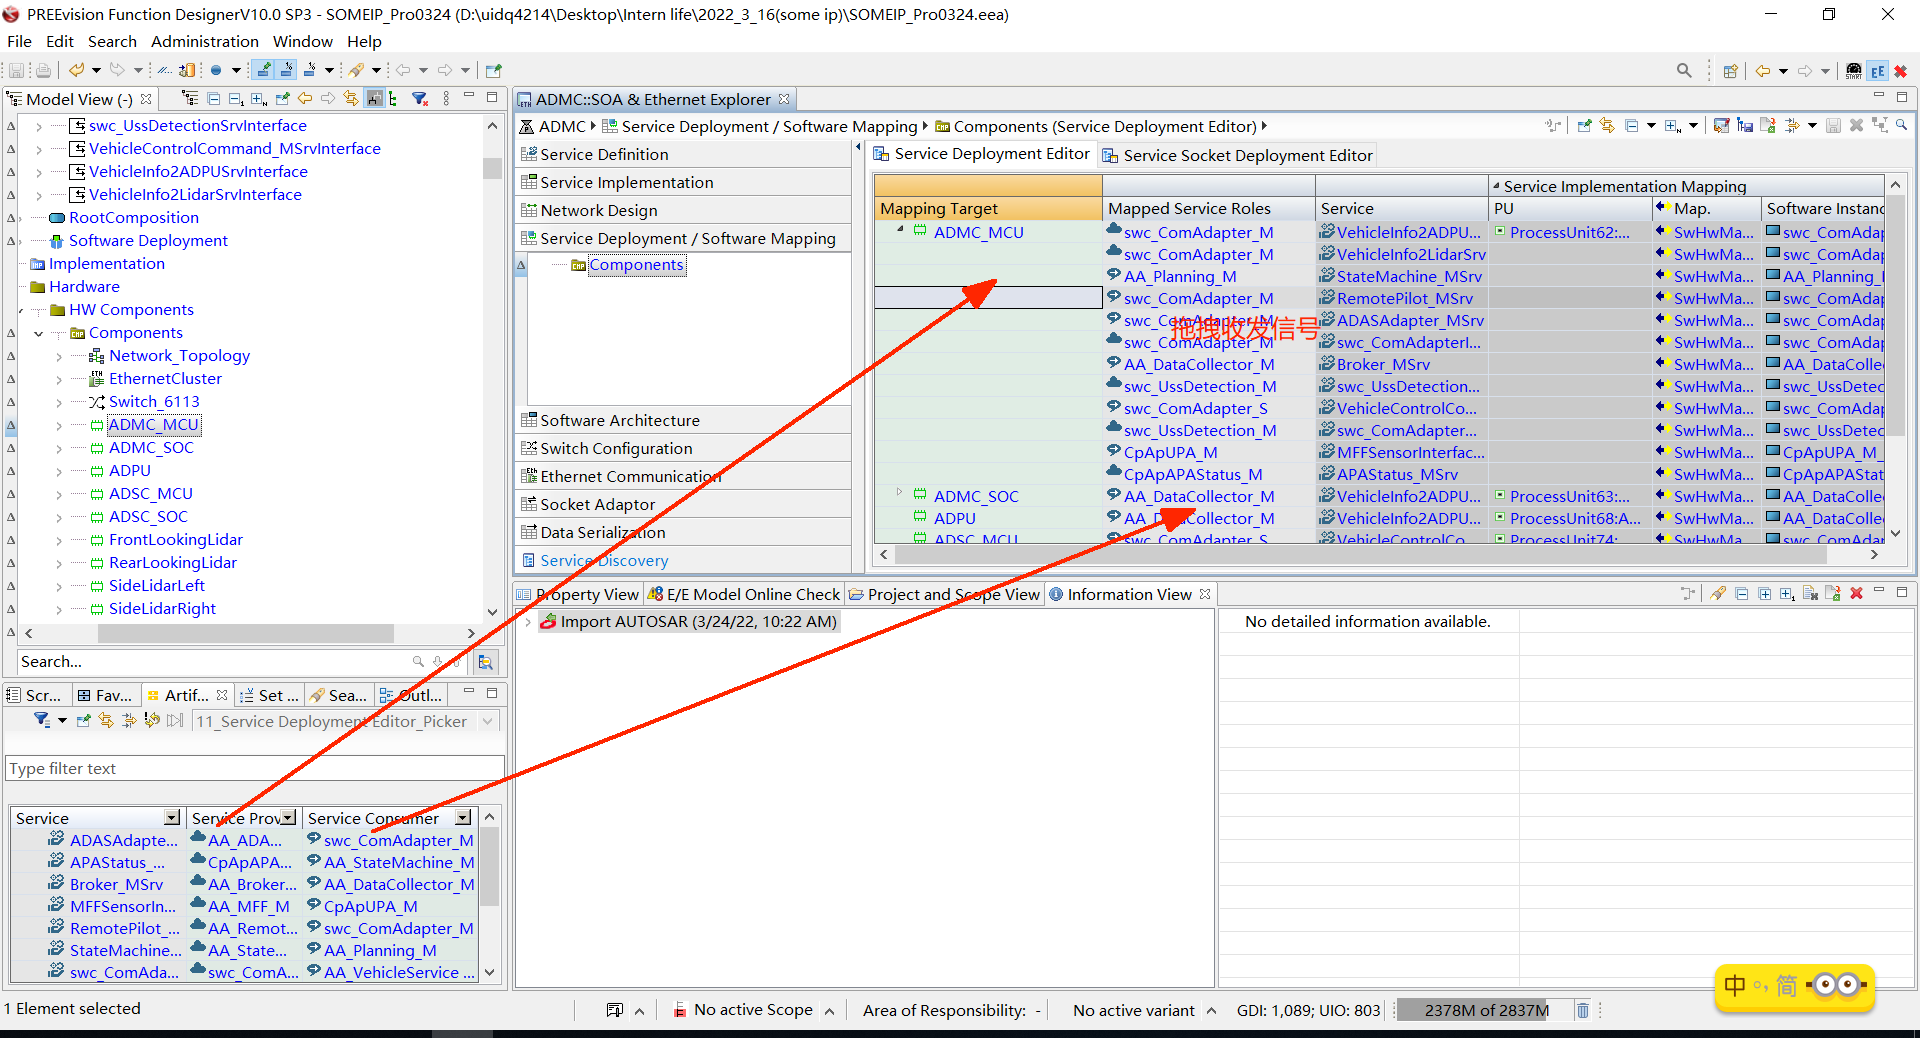 PREEvision Function DesignerV10.0 SP3 - SOMEIP_Pro0324 (D:\uidq4214\Desktop\Intern life\2022_3_16(some ip)\SOMEIP_Pro0324.eea)
File Edit Search Administration Window Help
Model View (-)
swc_UssDetectionSrvInterface
VehicleControlCommand_MSrvInterface
VehicleInfo2ADPUSrvInterface
VehicleInfo2LidarSrvInterface
RootComposition
Software Deployment
Implementation
Hardware
HW Components
Components
Network_Topology
EthernetCluster
Switch_6113
ADMC_MCU
ADMC_SOC
ADPU
ADSC_MCU
ADSC_SOC
FrontLookingLidar
RearLookingLidar
SideLidarLeft
SideLidarRight
Search...
Scr... Fav... Artif... Set ... Sea... Outl...
11_Service Deployment Editor_Picker
Type filter text
Service Service Prov Service Consumer
ADASAdapte... AA_ADA... swc_ComAdapter_M
APAStatus_... CpApAPA... AA_StateMachine_M
Broker_MSrv AA_Broker... AA_DataCollector_M
MFFSensorIn... AA_MFF_M CpApUPA_M
RemotePilot_... AA_Remot... swc_ComAdapter_M
StateMachine... AA_State... AA_Planning_M
swc_ComAda... swc_ComA... AA_VehicleService ...
ADMC::SOA & Ethernet Explorer
ADMC Service Deployment / Software Mapping Components (Service Deployment Editor)
Service Definition
Service Implementation
Network Design
Service Deployment / Software Mapping
Components
Software Architecture
Switch Configuration
Ethernet Communication
Socket Adaptor
Data Serialization
Service Discovery
Service Deployment Editor Service Socket Deployment Editor
Service Implementation Mapping
Mapping Target Mapped Service Roles Service PU Map. Software Instanc
ADMC_MCU swc_ComAdapter_M VehicleInfo2ADPU... ProcessUnit62:... SwHwMa... swc_ComAdap
swc_ComAdapter_M VehicleInfo2LidarSrv SwHwMa... swc_ComAdap
AA_Planning_M StateMachine_MSrv SwHwMa... AA_Planning_
swc_ComAdapter_M RemotePilot_MSrv SwHwMa... swc_ComAdap
swc_ComAdapter_M ADASAdapter_MSrv SwHwMa... swc_ComAdap
拖拽收发信号
swc_ComAdapter_M swc_ComAdapterI... SwHwMa... swc_ComAdap
AA_DataCollector_M Broker_MSrv SwHwMa... AA_DataCollec
swc_UssDetection_M swc_UssDetection... SwHwMa... swc_UssDetec
swc_ComAdapter_S VehicleControlCo... SwHwMa... swc_ComAdap
swc_UssDetection_M swc_ComAdapter... SwHwMa... swc_UssDetec
CpApUPA_M MFFSensorInterfac... SwHwMa... CpApUPA_M_
CpApAPAStatus_M APAStatus_MSrv SwHwMa... CpApAPAStat
ADMC_SOC AA_DataCollector_M VehicleInfo2ADPU... ProcessUnit63:... SwHwMa... AA_DataCollec
ADPU AA_DataCollector_M VehicleInfo2ADPU... ProcessUnit68:A... SwHwMa... AA_DataCollec
ADSC_MCU swc_ComAdapter_S VehicleControlCo... ProcessUnit74:... SwHwMa... swc_ComAdap
Property View E/E Model Online Check Project and Scope View Information View
Import AUTOSAR (3/24/22, 10:22 AM)
No detailed information available.
1 Element selected
No active Scope Area of Responsibility: - No active variant GDI: 1,089; UIO: 803 2378M of 2837M
中 °, 简